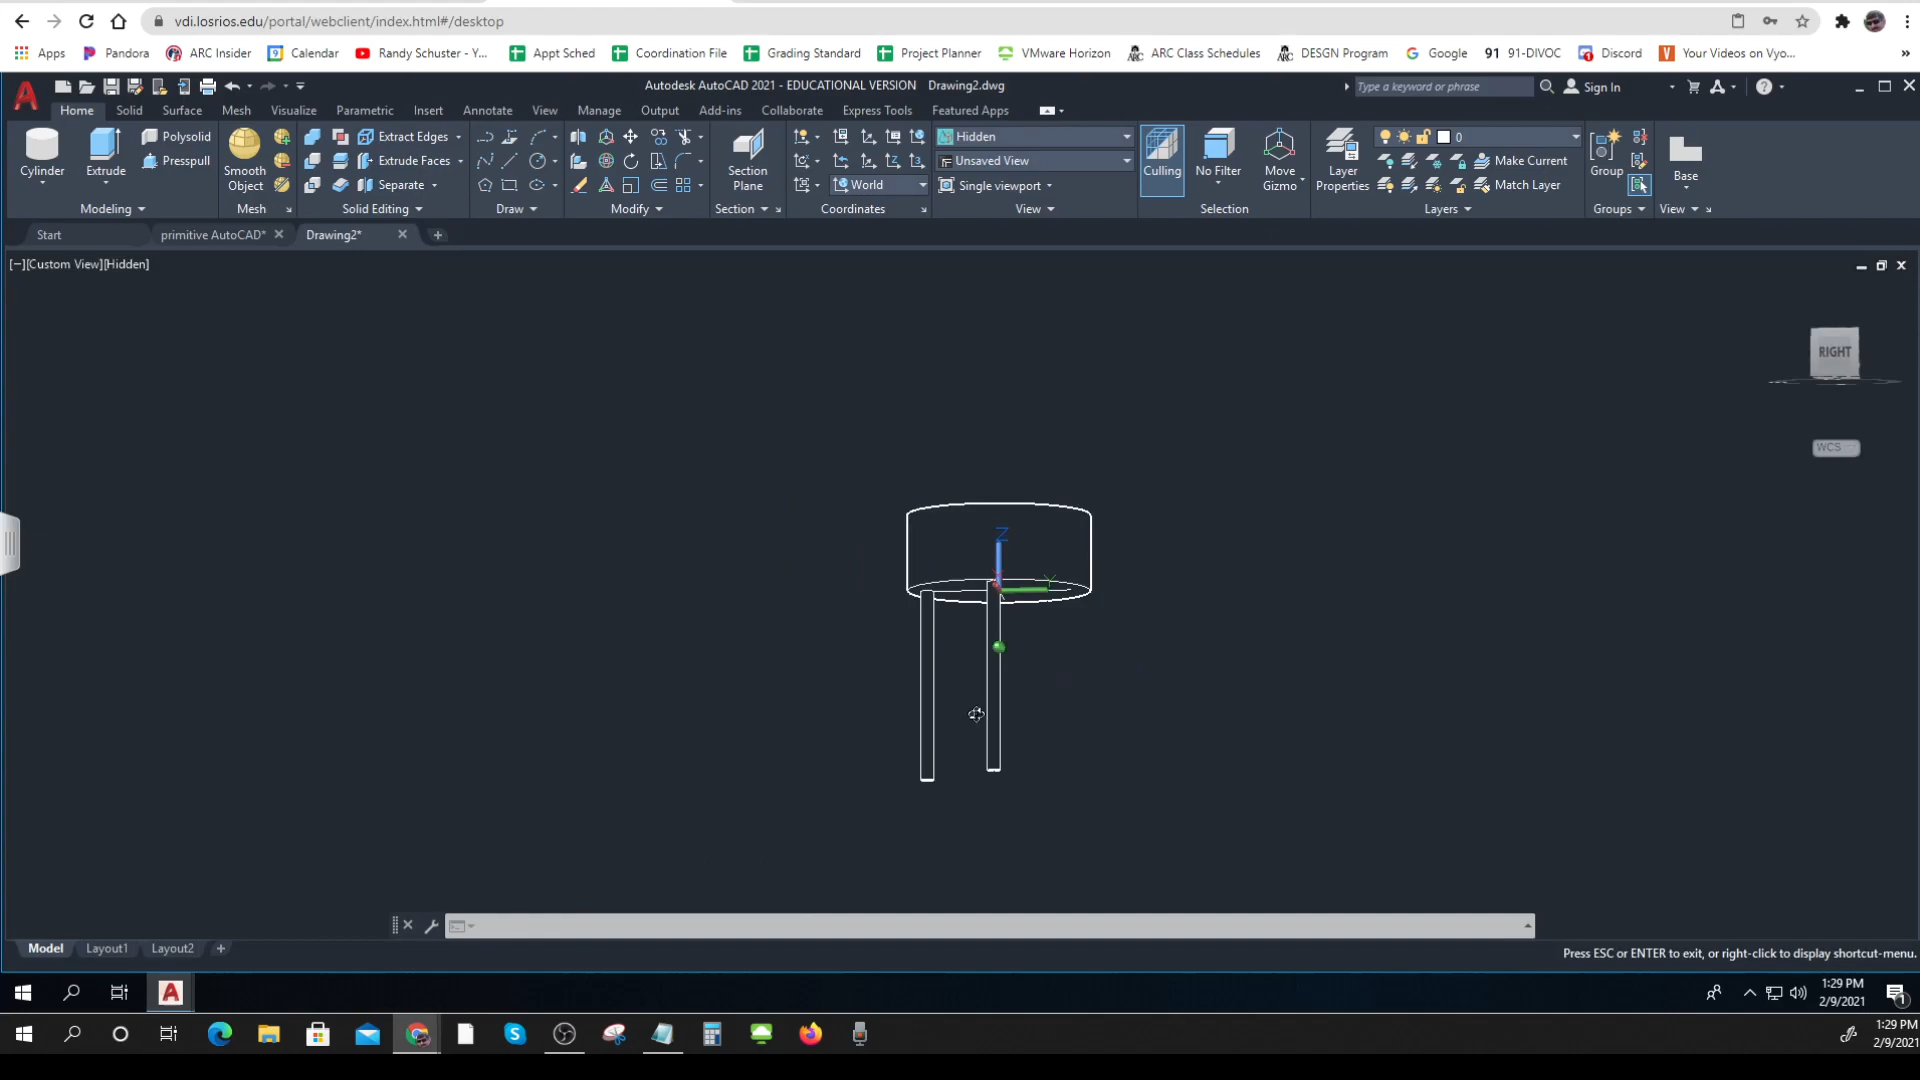 vdi.losrios.edu/portal/webclient/index.html#/desktop
Apps Pandora ARC Insider Calendar Randy Schuster - Y... Appt Sched Coordination File Grading Standard Project Planner VMware Horizon ARC Class Schedules DESGN Program Google 91 91-DIVOC Discord Your Videos on Vyo... »
Autodesk AutoCAD 2021 - EDUCATIONAL VERSION Drawing2.dwg Type a keyword or phrase Sign In
Home Solid Surface Mesh Visualize Parametric Insert Annotate View Manage Output Add-ins Collaborate Express Tools Featured Apps
Polysolid Extract Edges Hidden 0
Presspull Extrude Faces Unsaved View Make Current
Cylinder Extrude Smooth Object Section Plane Culling No Filter Move Gizmo Layer Properties Group Base
Separate World Single viewport Match Layer
Modeling Mesh Solid Editing Draw Modify Section Coordinates View Selection Layers Groups View
Start primitive AutoCAD* Drawing2*
[−][Custom View][Hidden]
RIGHT
WCS
Z
Y
Model Layout1 Layout2 +
Press ESC or ENTER to exit, or right-click to display shortcut-menu.
1:29 PM
2/9/2021
1
1:29 PM
2/9/2021